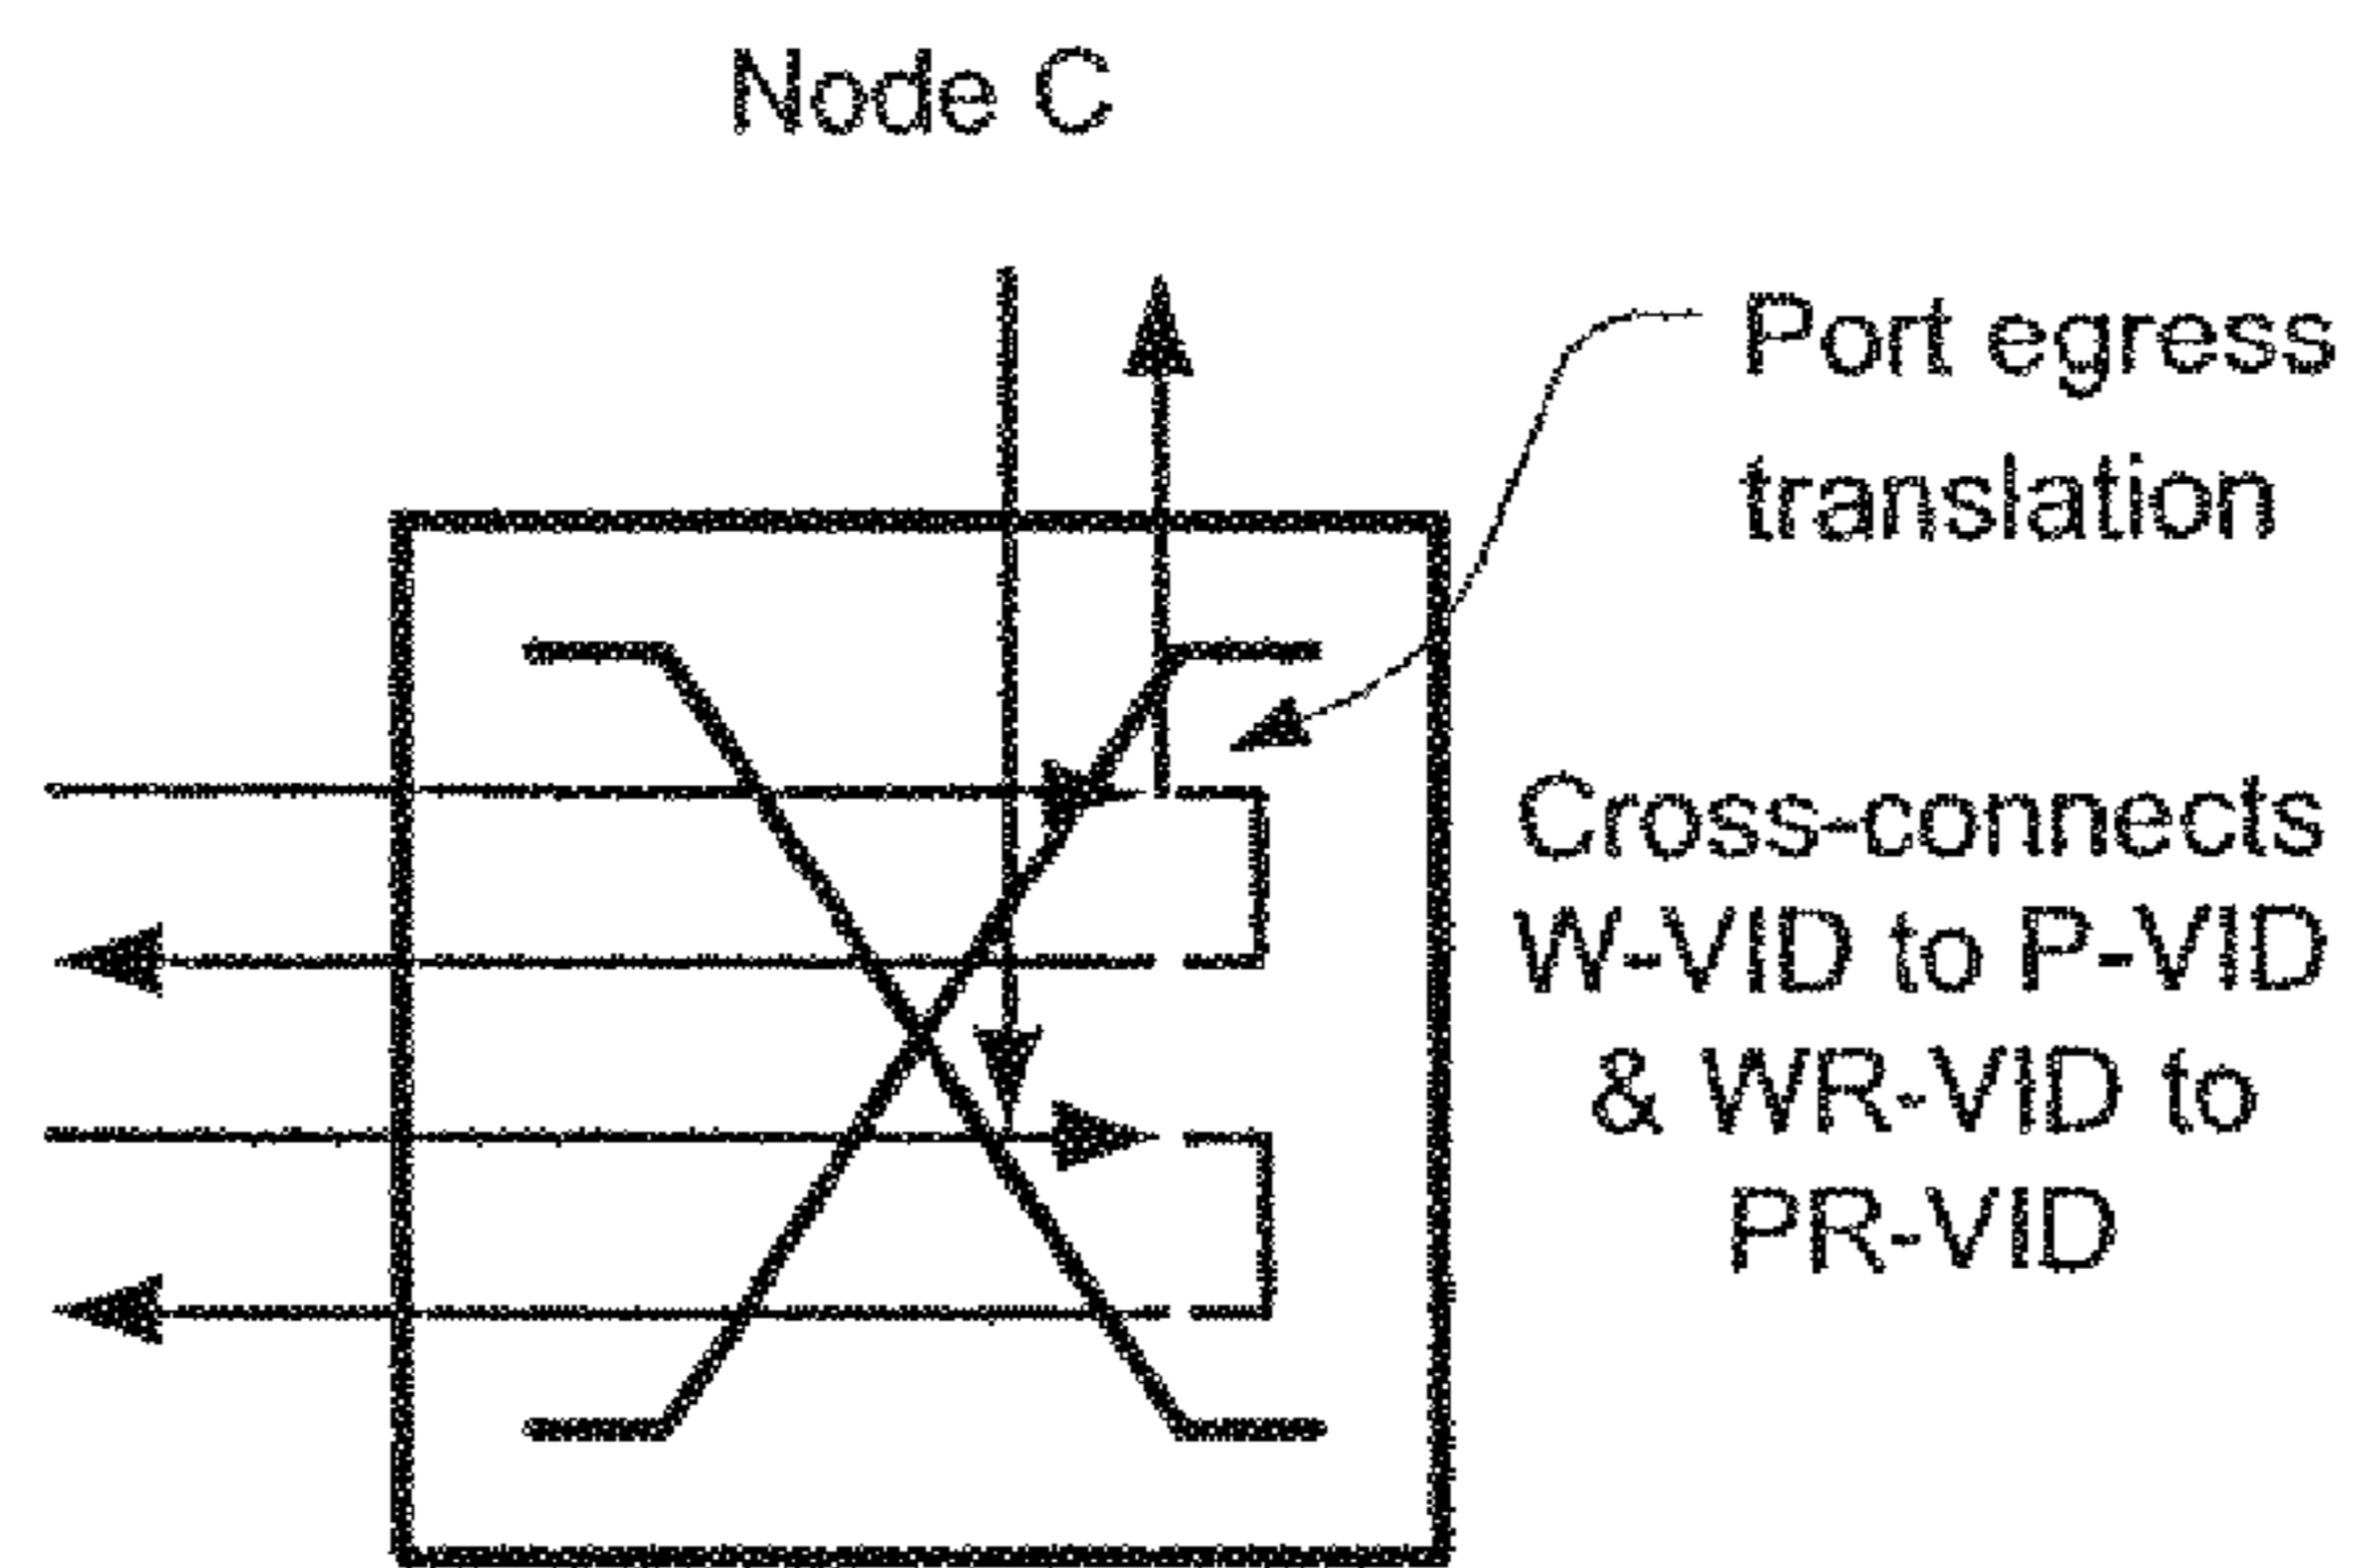 Node C
Port egress
translation
Cross-connects
W-VID to P-VID
& WR-VID to
PR-VID